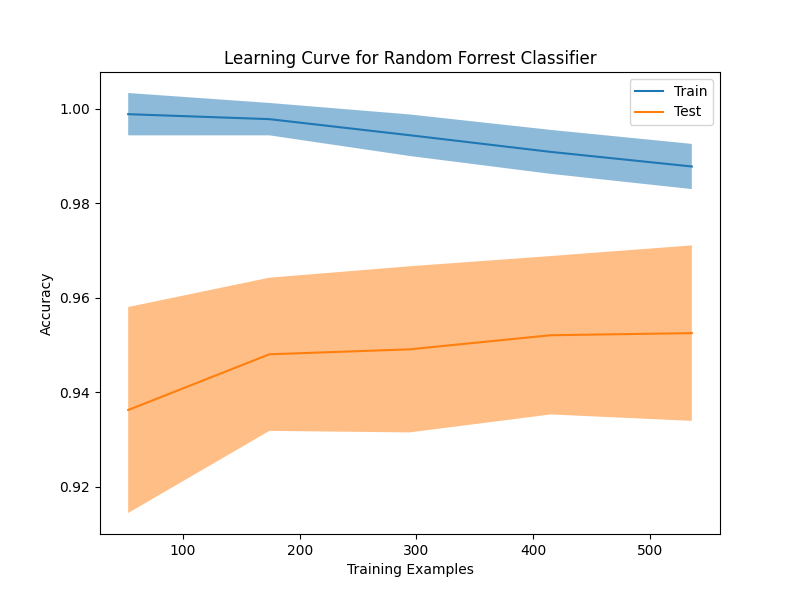 Learning Curve for Random Forrest Classifier
Train
Test
1.00
0.98
0.96
0.94
0.92
Accuracy
100 200 300 400 500
Training Examples